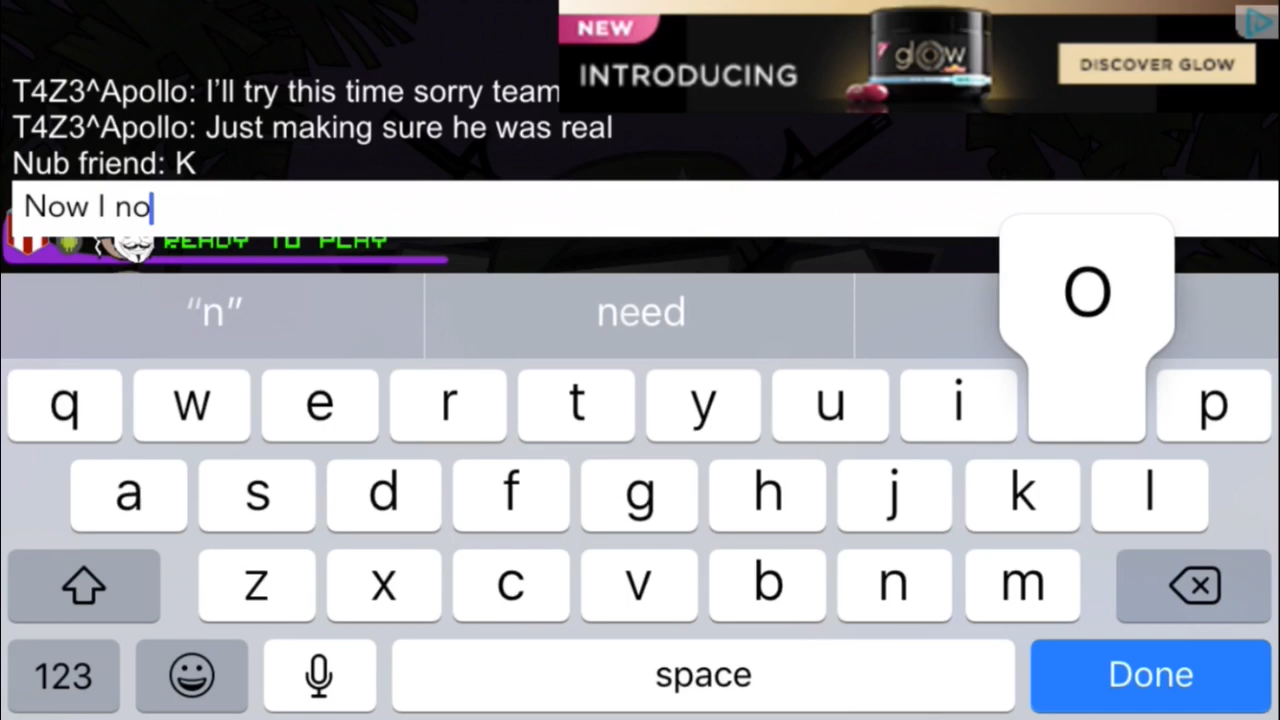 NEW
INTRODUCING
glow
DISCOVER GLOW
T4Z3^Apollo: I'll try this time sorry team
T4Z3^Apollo: Just making sure he was real
Nub friend: K
Now I no
READY TO PLAY
"n" need
O
q w e r t y u i p
a s d f g h j k l
z x c v b n m
123 space Done